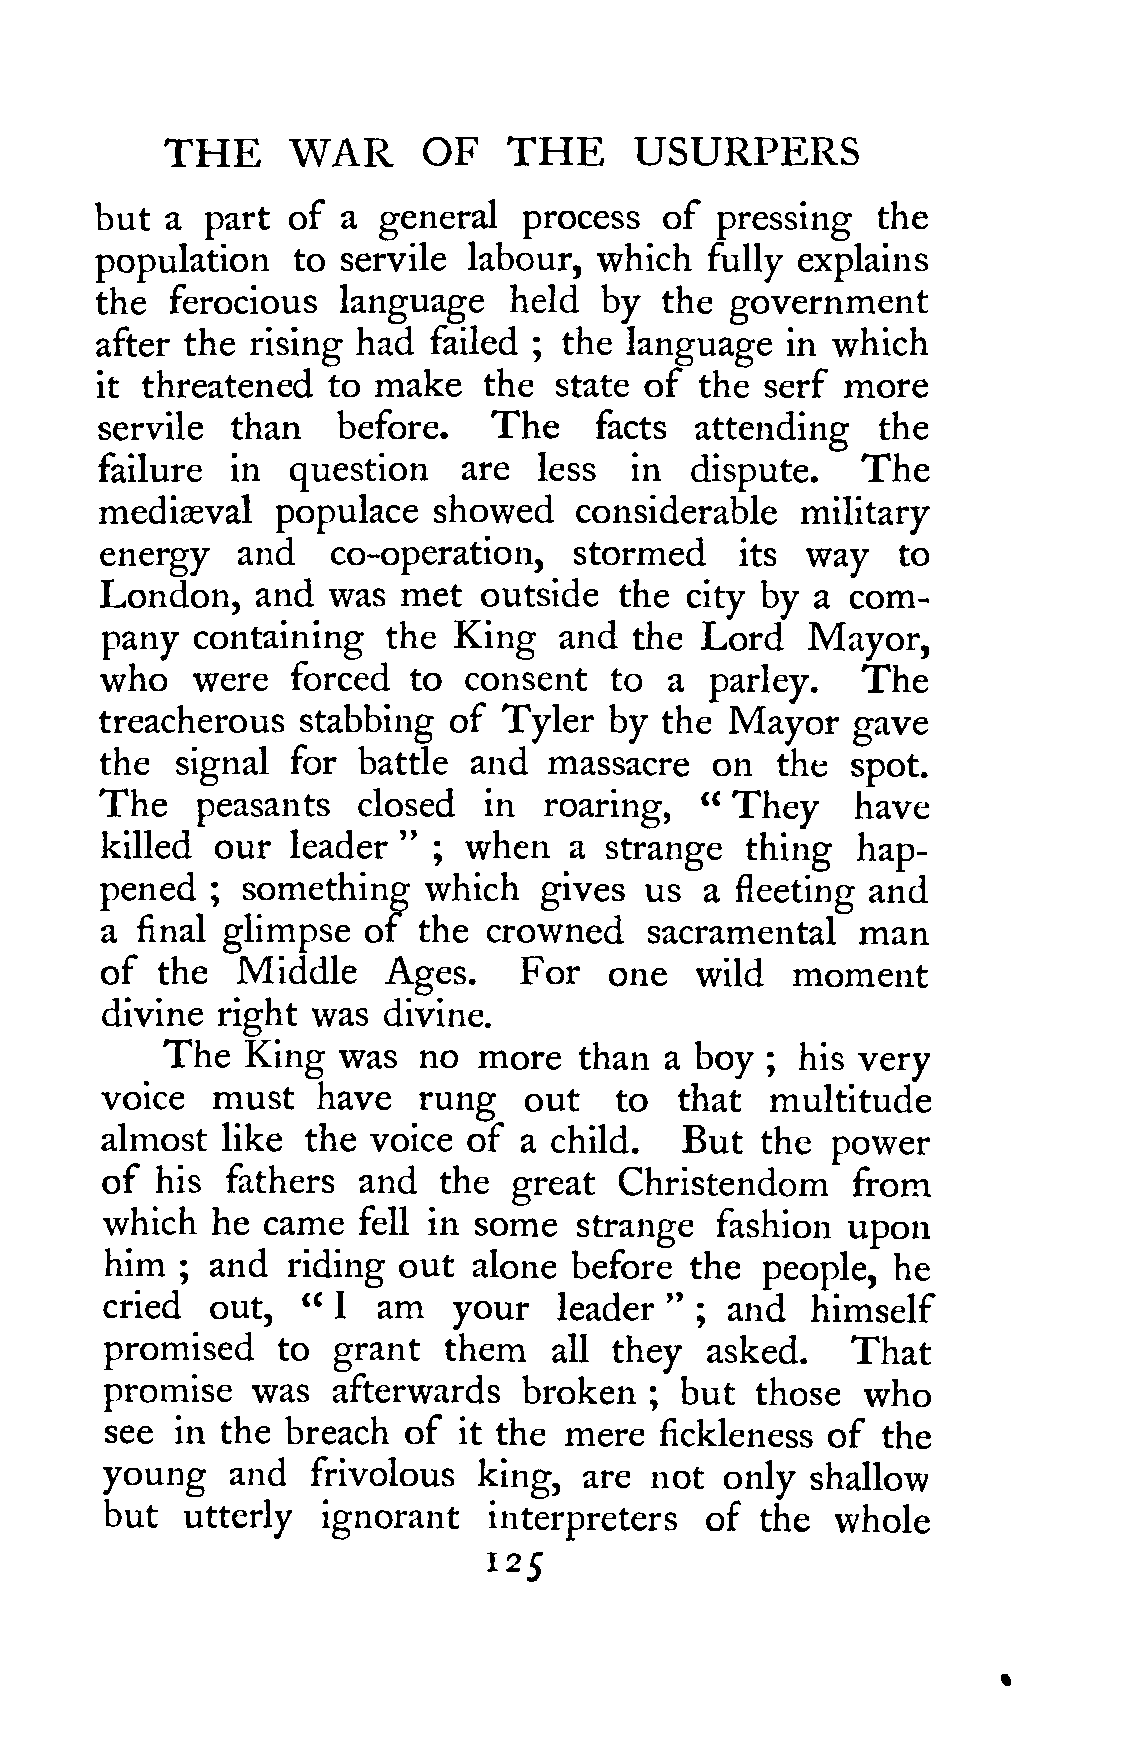 THE WAR OF THE USURPERS
but a part of a general process of pressing the
population to servile labour, which fully explains
the ferocious language held by the government
after the rising had failed ; the language in which
it threatened to make the state of the serf more
servile than before. The facts attending the
failure in question are less in dispute. The
mediæval populace showed considerable military
energy and co-operation, stormed its way to
London, and was met outside the city by a com-
pany containing the King and the Lord Mayor,
who were forced to consent to a parley. The
treacherous stabbing of Tyler by the Mayor gave
the signal for battle and massacre on the spot.
The peasants closed in roaring, “ They have
killed our leader ” ; when a strange thing hap-
pened ; something which gives us a fleeting and
a final glimpse of the crowned sacramental man
of the Middle Ages. For one wild moment
divine right was divine.
The King was no more than a boy ; his very
voice must have rung out to that multitude
almost like the voice of a child. But the power
of his fathers and the great Christendom from
which he came fell in some strange fashion upon
him ; and riding out alone before the people, he
cried out, “ I am your leader ” ; and himself
promised to grant them all they asked. That
promise was afterwards broken ; but those who
see in the breach of it the mere fickleness of the
young and frivolous king, are not only shallow
but utterly ignorant interpreters of the whole
125